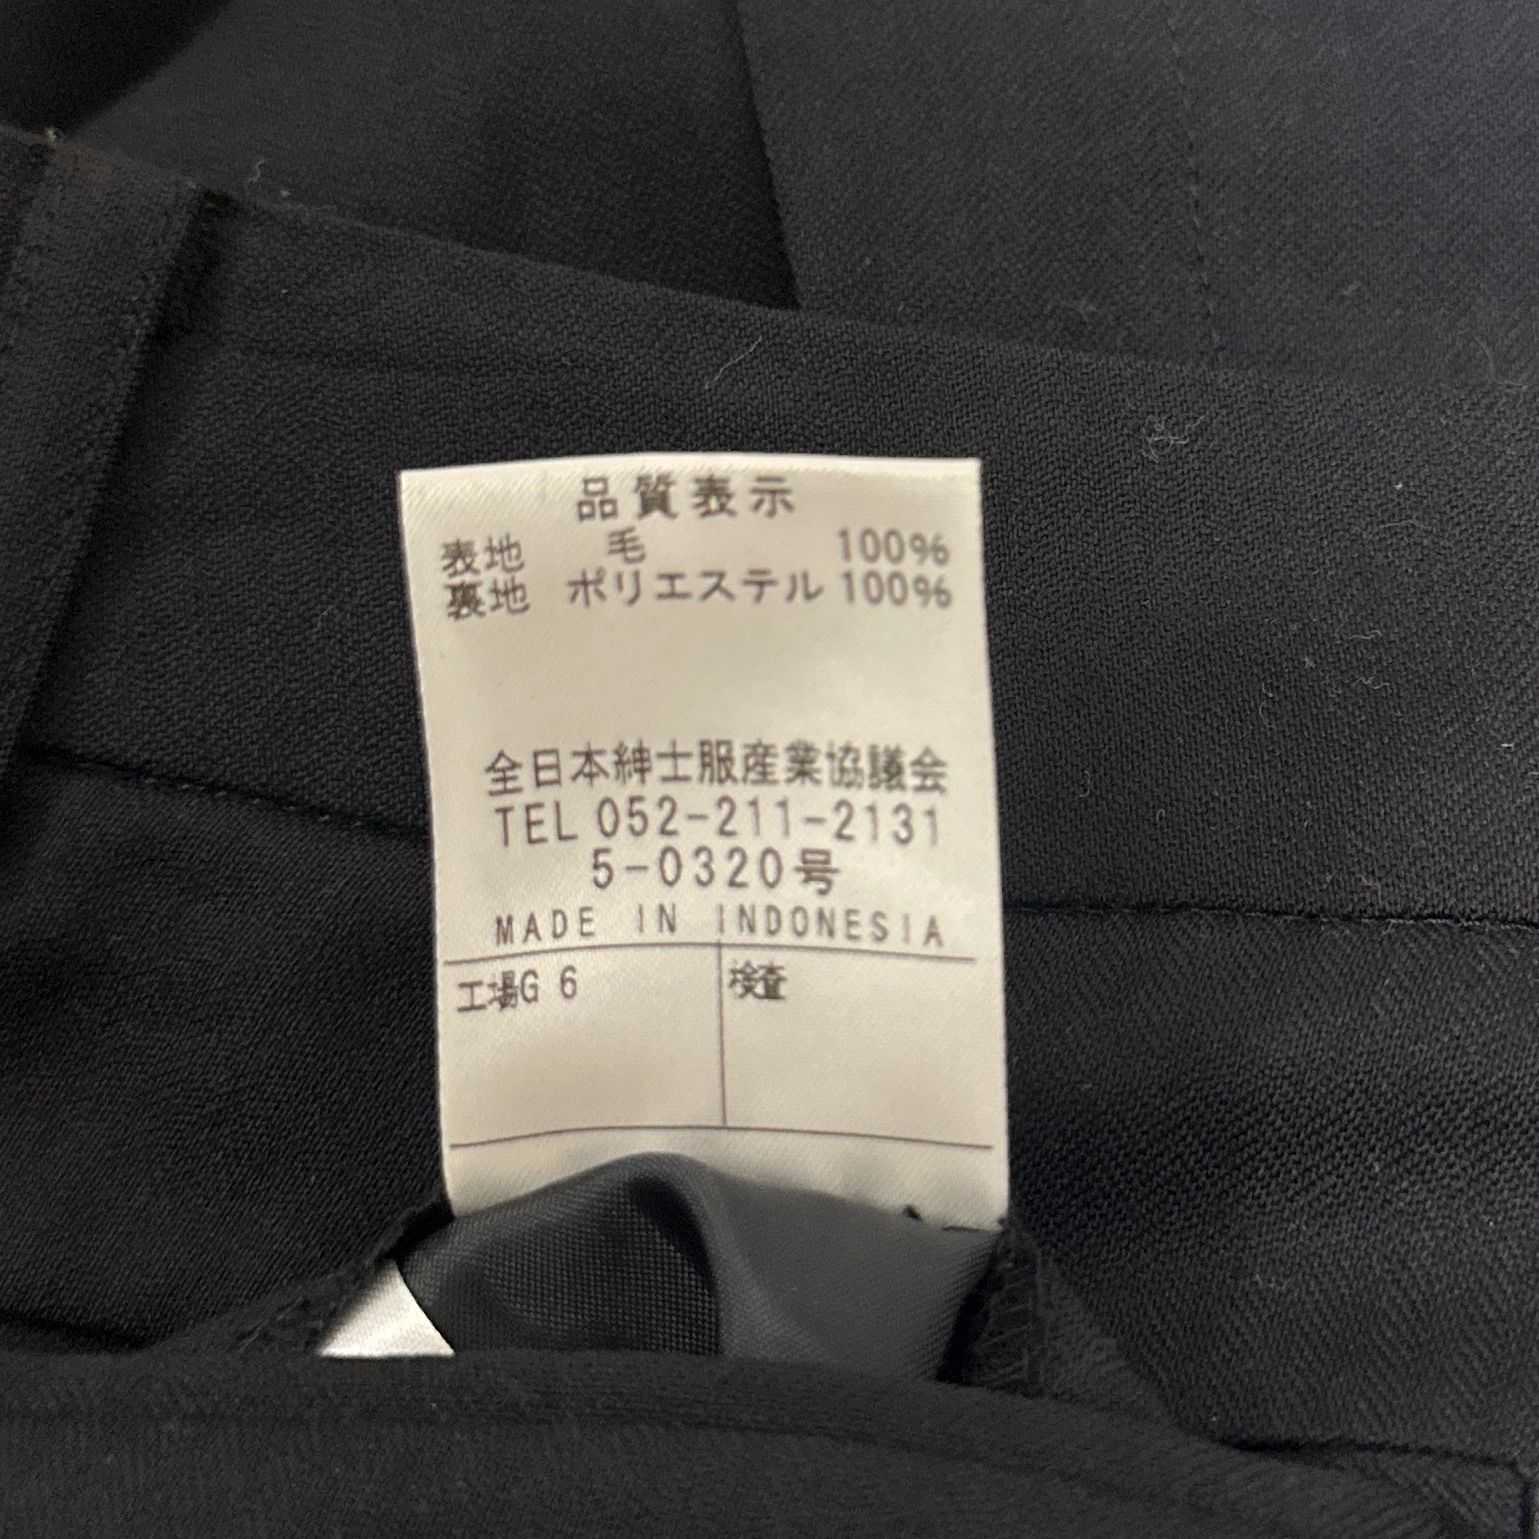 品質表示
表地 毛 100%
裏地 ポリエステル 100%
全日本紳士服産業協議会
TEL 052-211-2131
5-0320号
MADE IN INDONESIA
工場G 6 検査